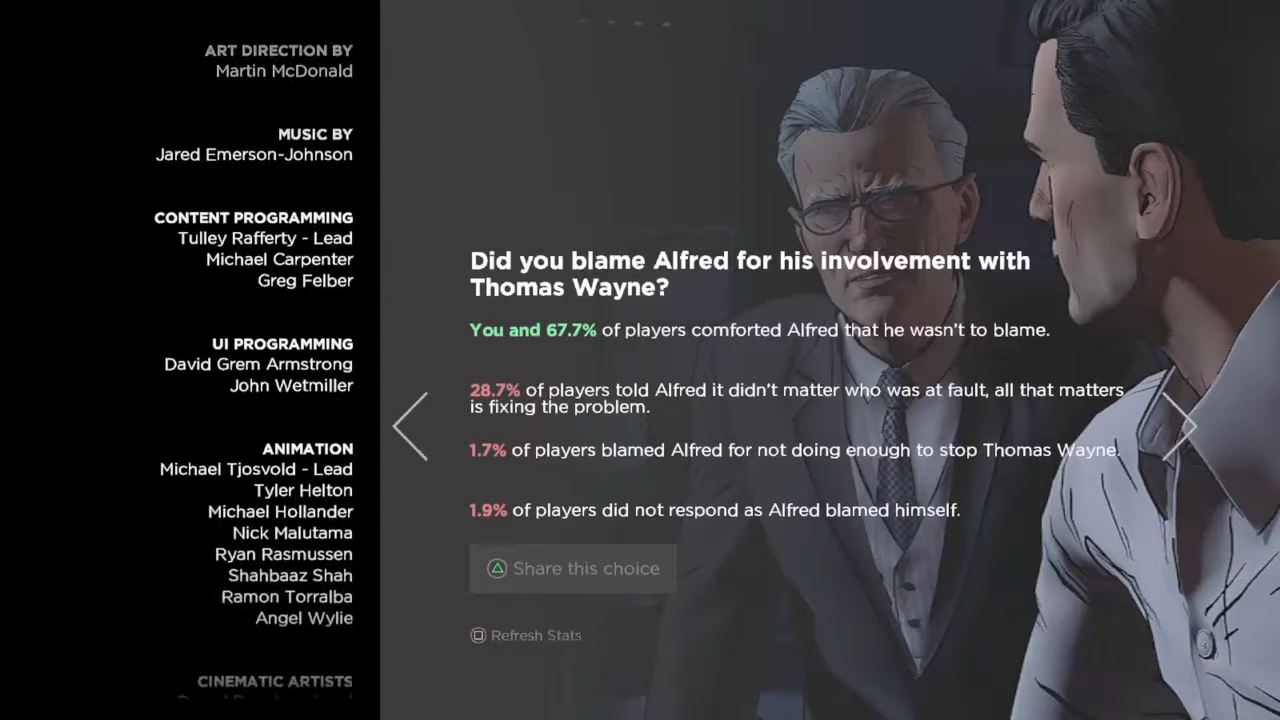 ART DIRECTION BY
Martin McDonald
MUSIC BY
Jared Emerson-Johnson
CONTENT PROGRAMMING
Tulley Rafferty - Lead
Michael Carpenter
Greg Felber
UI PROGRAMMING
David Grem Armstrong
John Wetmiller
ANIMATION
Michael Tjosvold - Lead
Tyler Helton
Michael Hollander
Nick Malutama
Ryan Rasmussen
Shahbaaz Shah
Ramon Torralba
Angel Wylie
CINEMATIC ARTISTS
Did you blame Alfred for his involvement with
Thomas Wayne?
You and 67.7% of players comforted Alfred that he wasn't to blame.
28.7% of players told Alfred it didn't matter who was at fault, all that matters
is fixing the problem.
1.7% of players blamed Alfred for not doing enough to stop Thomas Wayne.
1.9% of players did not respond as Alfred blamed himself.
Share this choice
Refresh Stats